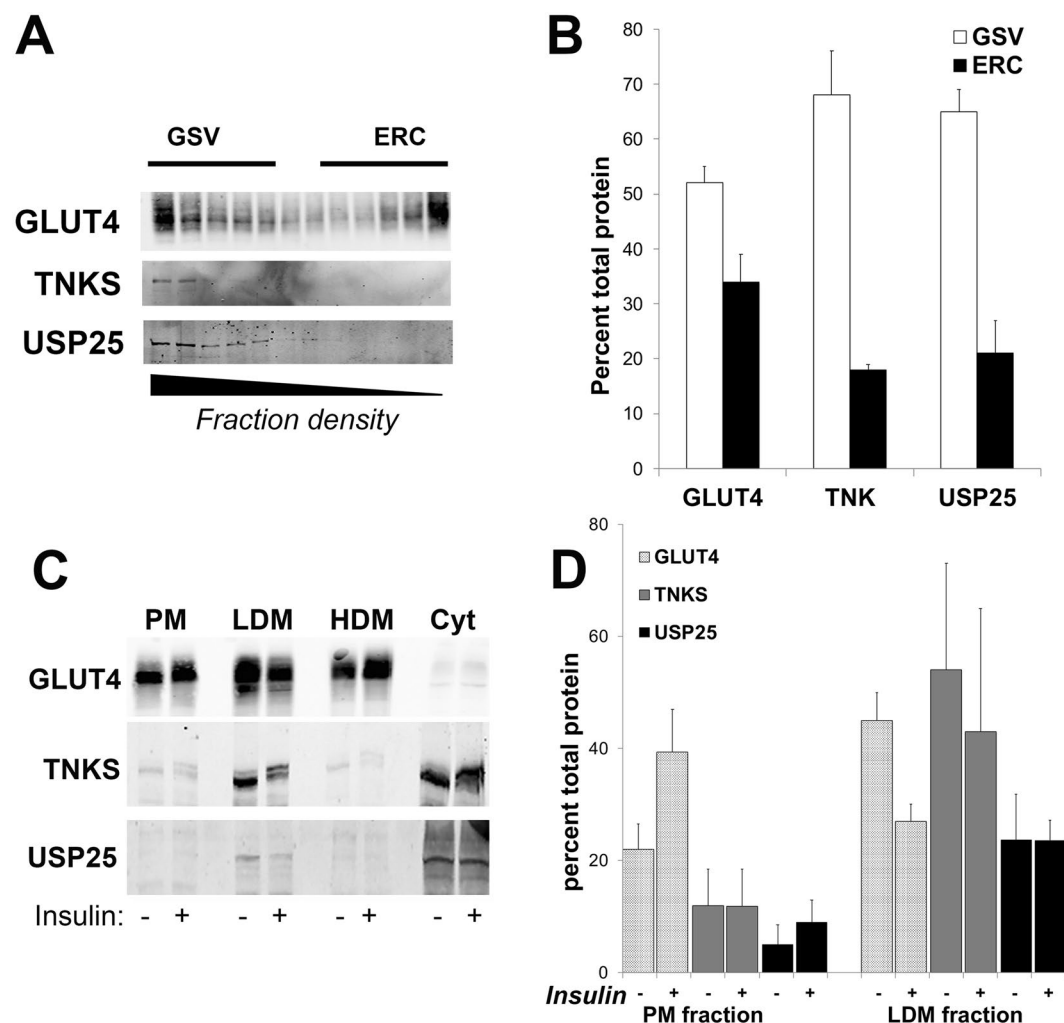 A
GSV ERC
GLUT4
TNKS
USP25
Fraction density
B
GSV
ERC
Percent total protein
80
70
60
50
40
30
20
10
0
GLUT4 TNK USP25
C
PM LDM HDM Cyt
GLUT4
TNKS
USP25
Insulin: - + - + - + - +
D
GLUT4
TNKS
USP25
percent total protein
80
60
40
20
0
Insulin - + - + - + - + - + - +
PM fraction LDM fraction